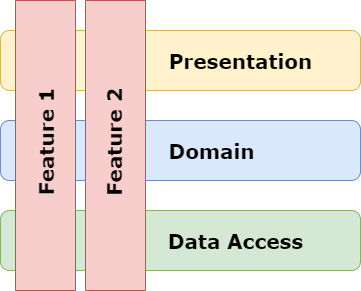 Feature 1
Feature 2
Presentation
Domain
Data Access